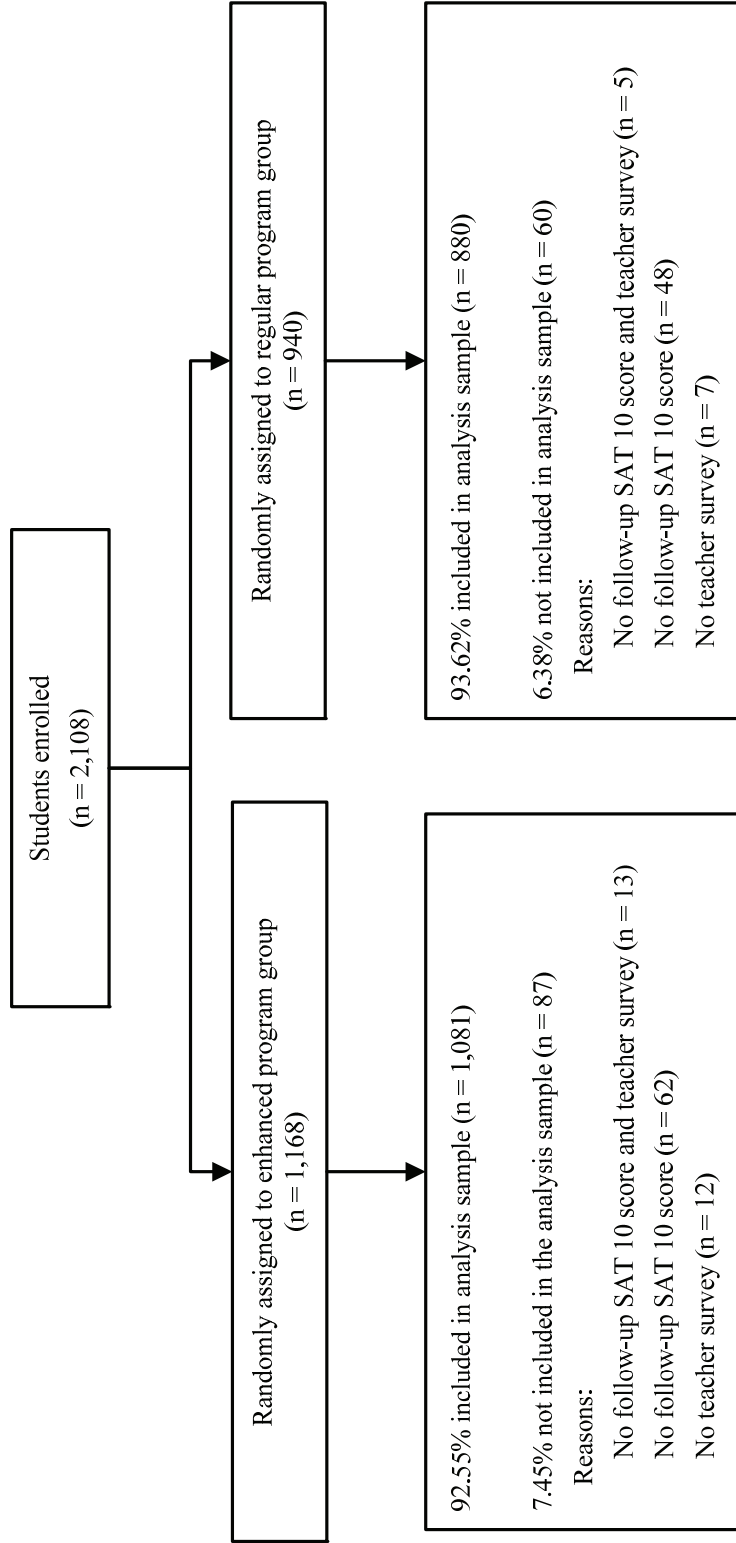 Students enrolled
(n = 2,108)
Randomly assigned to enhanced program group
(n = 1,168)
Randomly assigned to regular program group
(n = 940)
92.55% included in analysis sample (n = 1,081)
7.45% not included in the analysis sample (n = 87)
Reasons:
No follow-up SAT 10 score and teacher survey (n = 13)
No follow-up SAT 10 score (n = 62)
No teacher survey (n = 12)
93.62% included in analysis sample (n = 880)
6.38% not included in analysis sample (n = 60)
Reasons:
No follow-up SAT 10 score and teacher survey (n = 5)
No follow-up SAT 10 score (n = 48)
No teacher survey (n = 7)